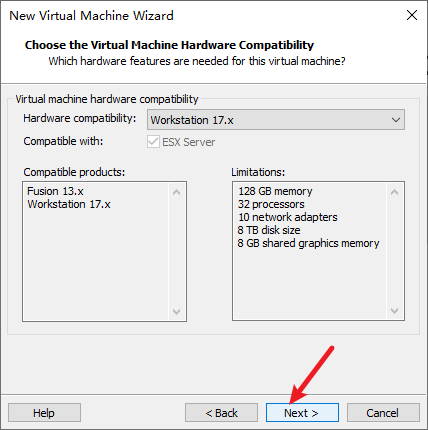 New Virtual Machine Wizard
Choose the Virtual Machine Hardware Compatibility
Which hardware features are needed for this virtual machine?
Virtual machine hardware compatibility
Hardware compatibility: Workstation 17.x
Compatible with: ESX Server
Compatible products:
Fusion 13.x
Workstation 17.x
Limitations:
128 GB memory
32 processors
10 network adapters
8 TB disk size
8 GB shared graphics memory
Help < Back Next > Cancel